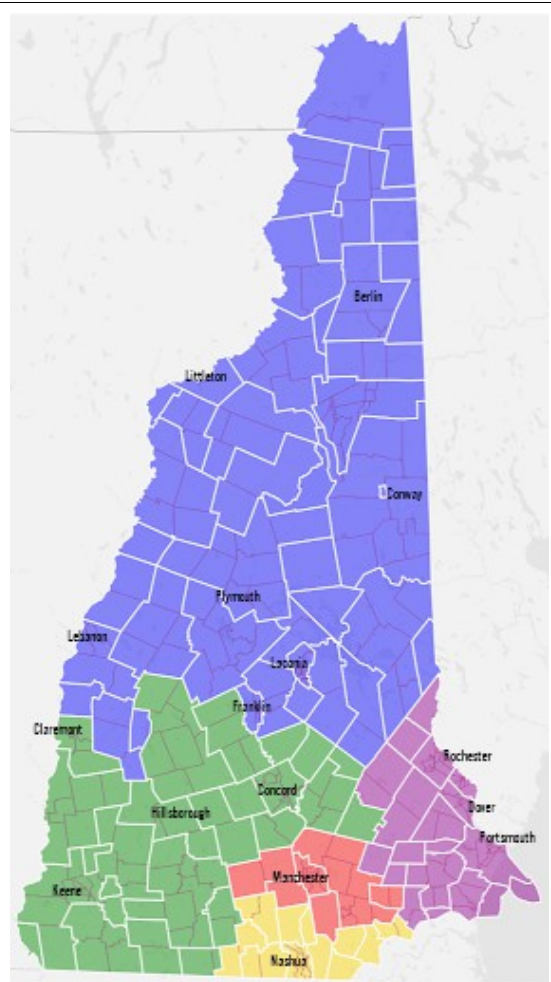 Berlin
Littleton
Conway
Plymouth
Lebanon
Laconia
Franklin
Claremont
Rochester
Concord
Dover
Hillsborough
Portsmouth
Manchester
Keene
Nashua